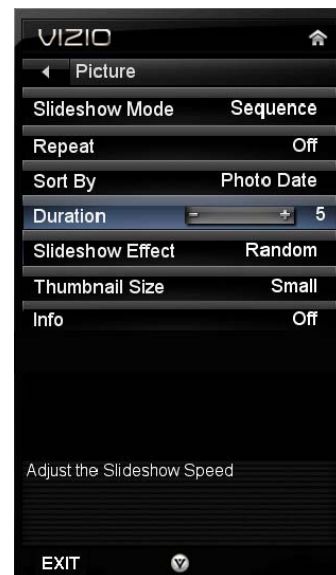 VIZIO
Picture
Slideshow Mode Sequence
Repeat Off
Sort By Photo Date
Duration - + 5
Slideshow Effect Random
Thumbnail Size Small
Info Off
Adjust the Slideshow Speed
EXIT V